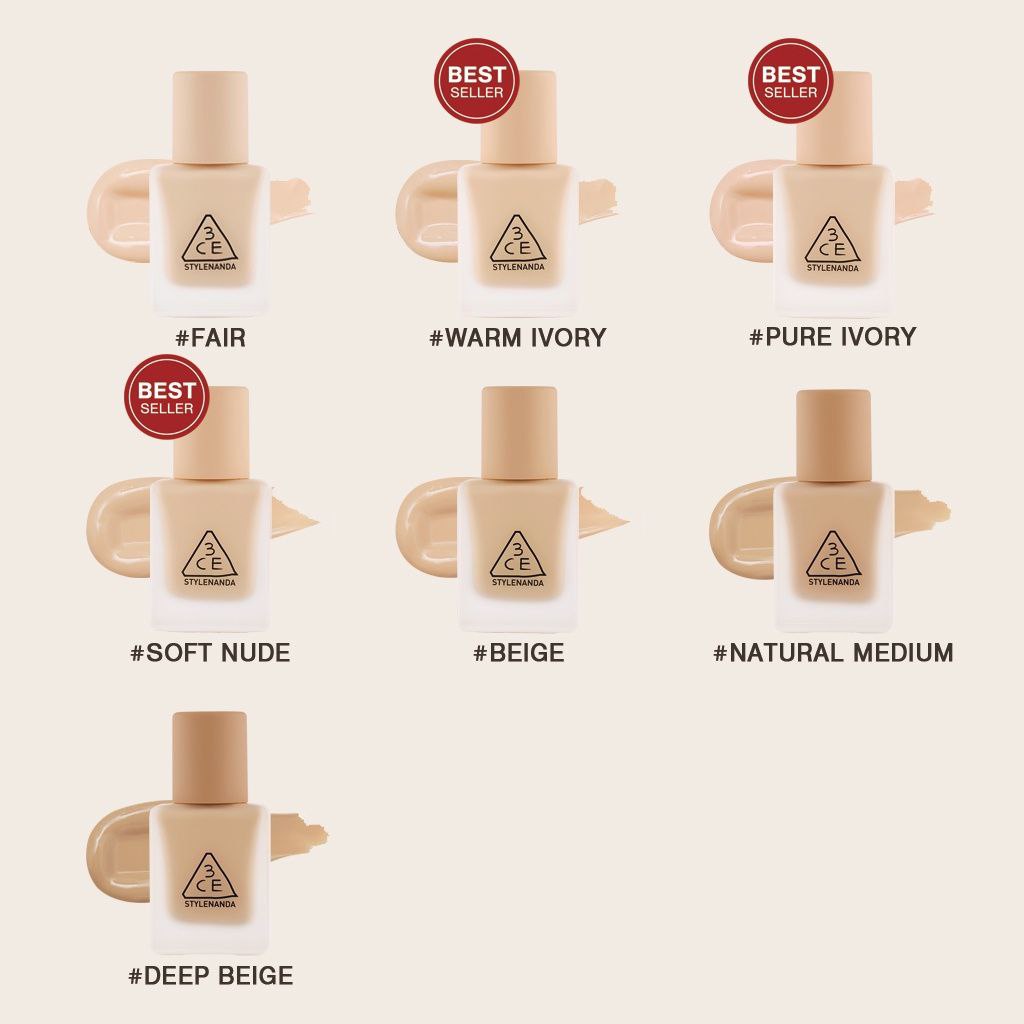 BEST
SELLER
BEST
SELLER
3
CE
STYLENANDA
3
CE
STYLENANDA
3
CE
STYLENANDA
#FAIR
#WARM IVORY
#PURE IVORY
BEST
SELLER
3
CE
STYLENANDA
3
CE
STYLENANDA
3
CE
STYLENANDA
#SOFT NUDE
#BEIGE
#NATURAL MEDIUM
3
CE
STYLENANDA
#DEEP BEIGE